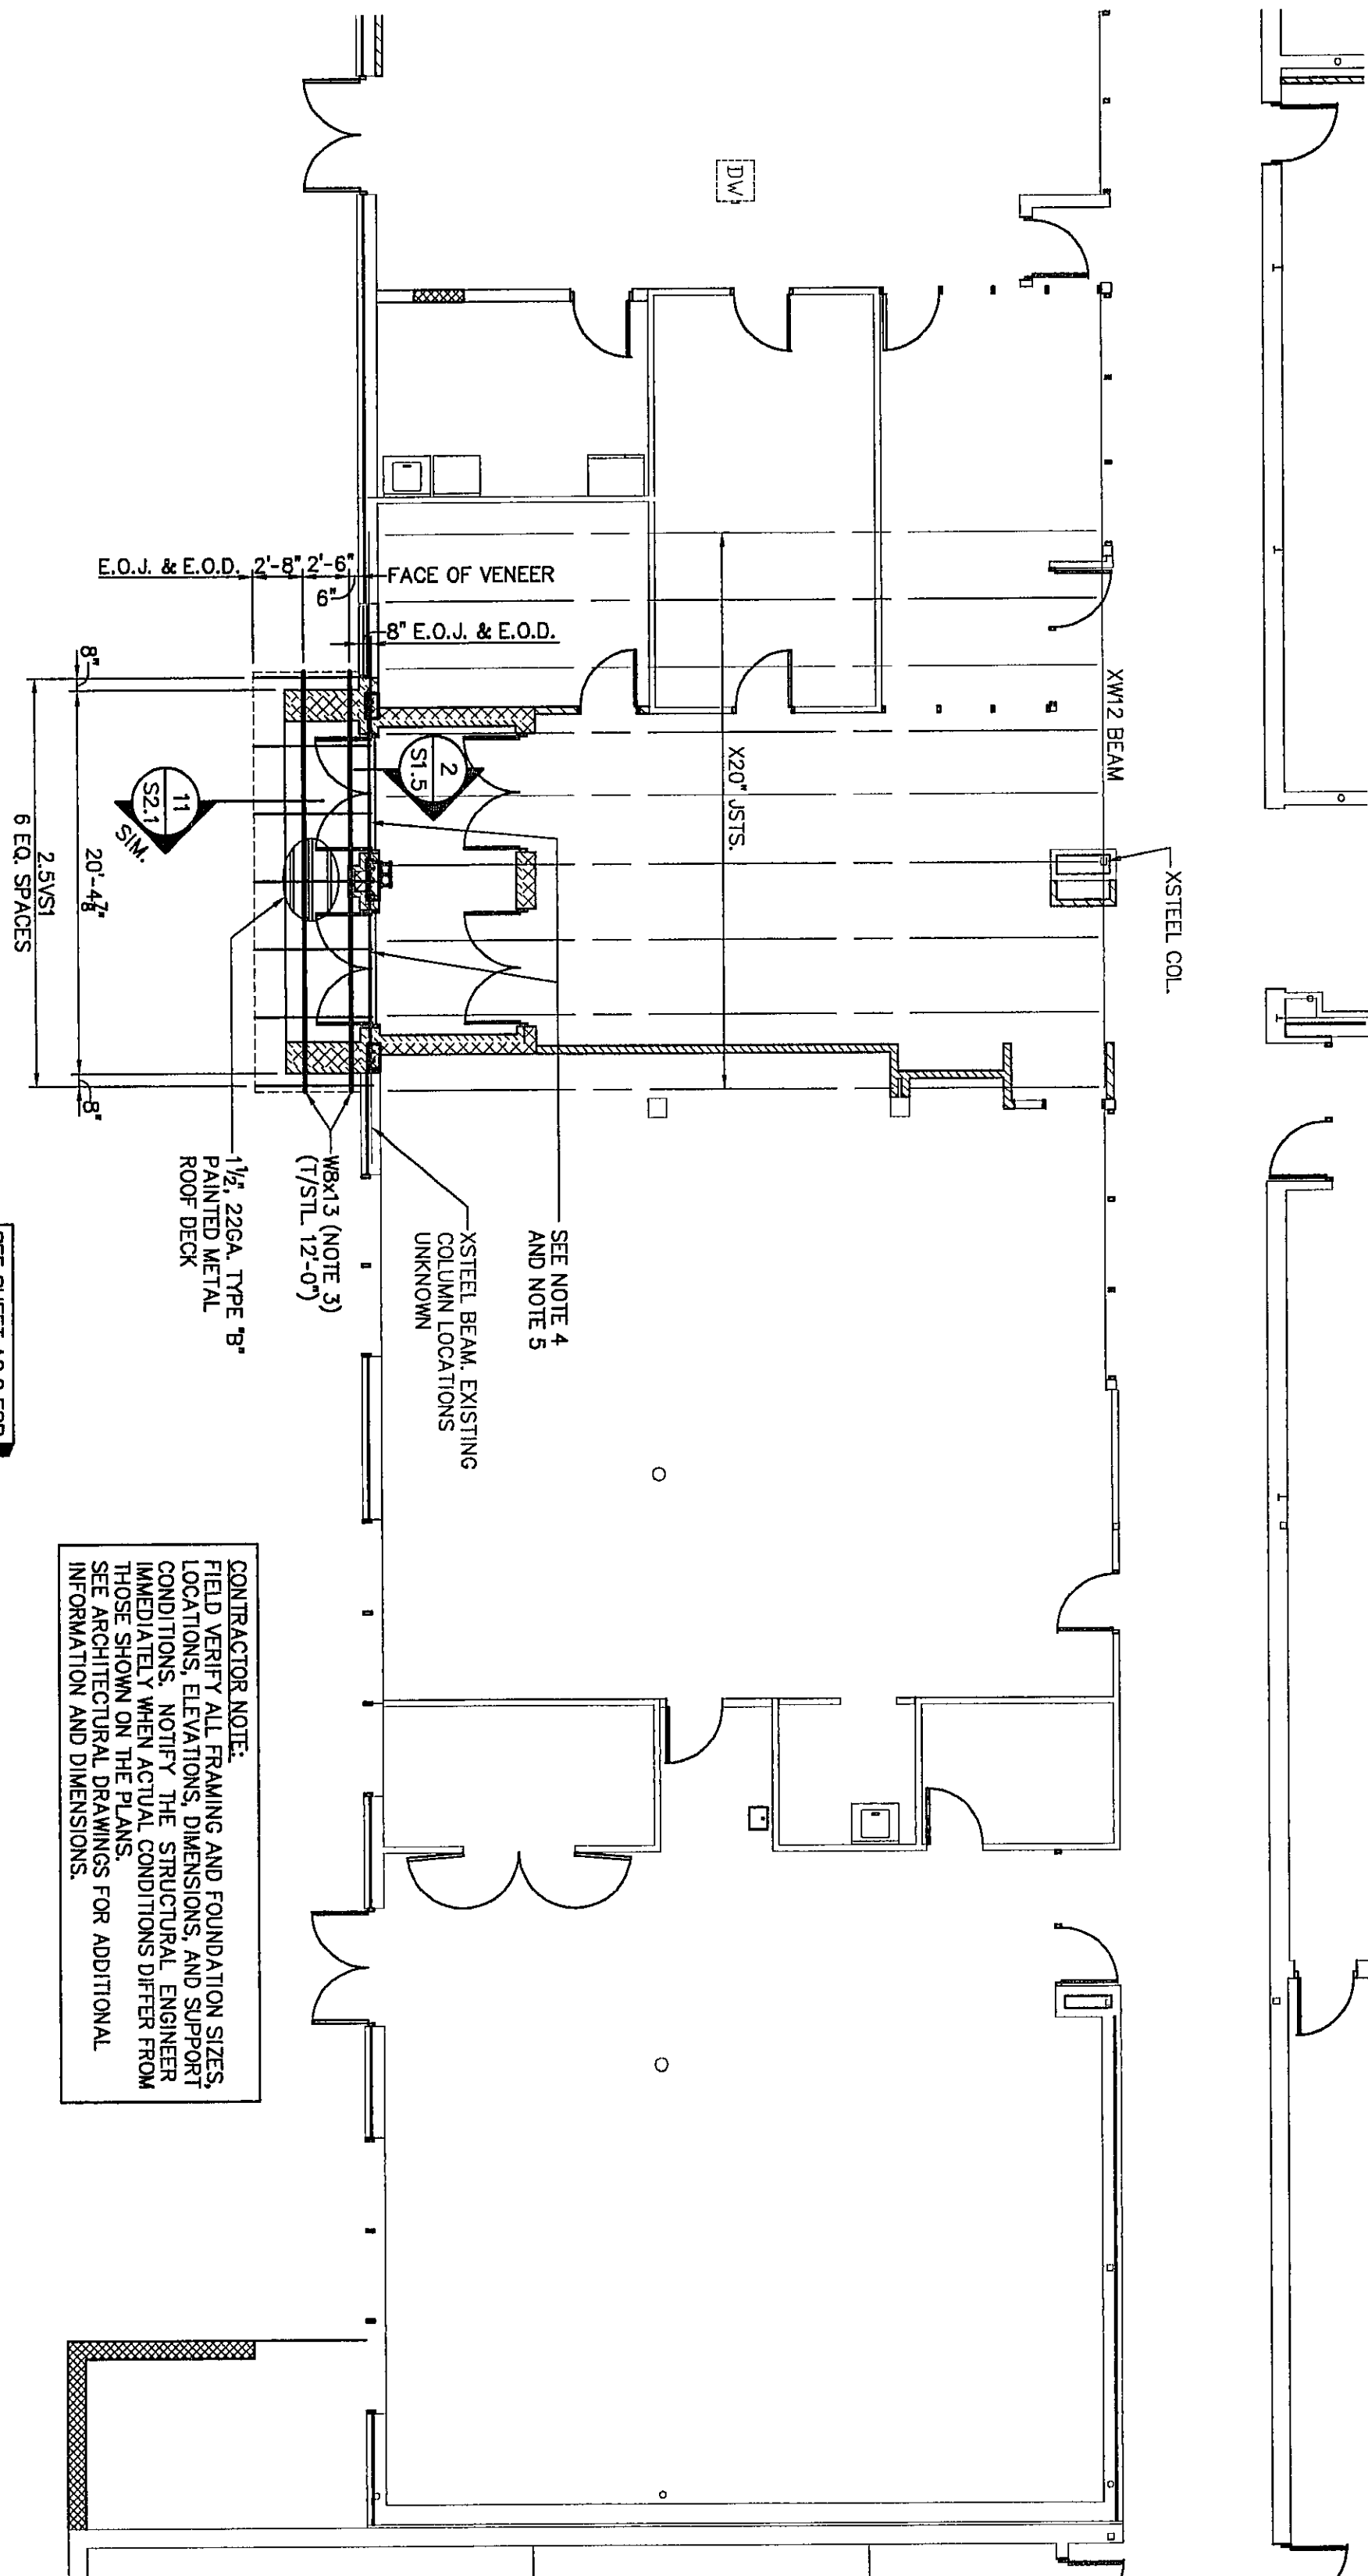 DW
XW12 BEAM
XSTEEL COL.
X20" JSTS.
E.O.J. & E.O.D. 2'-8" 2'-6"
6"
FACE OF VENEER
8" E.O.J. & E.O.D.
2
S1.5
11
S2.1
SIM.
8"
20'-4⅞"
8"
2.5VS1
6 EQ. SPACES
SEE NOTE 4
AND NOTE 5
XSTEEL BEAM. EXISTING
COLUMN LOCATIONS
UNKNOWN
W8x13 (NOTE 3)
(T/STL. 12'-0")
1½", 22GA. TYPE "B"
PAINTED METAL
ROOF DECK
CONTRACTOR NOTE:
FIELD VERIFY ALL FRAMING AND FOUNDATION SIZES,
LOCATIONS, ELEVATIONS, DIMENSIONS, AND SUPPORT
CONDITIONS. NOTIFY THE STRUCTURAL ENGINEER
IMMEDIATELY WHEN ACTUAL CONDITIONS DIFFER FROM
THOSE SHOWN ON THE PLANS.
SEE ARCHITECTURAL DRAWINGS FOR ADDITIONAL
INFORMATION AND DIMENSIONS.
SEE SHEET FOR